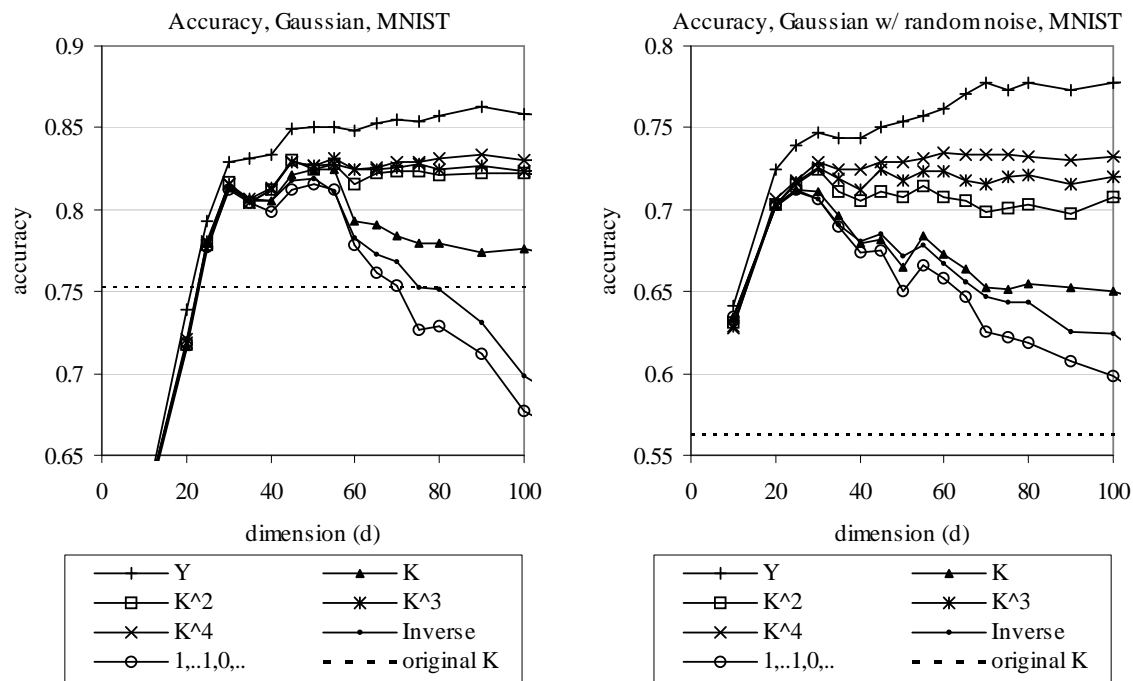 Accuracy, Gaussian, MNIST
0.9
0.85
0.8
0.75
0.7
0.65
accuracy
0 20 40 60 80 100
dimension (d)
Y K
K^2 K^3
K^4 Inverse
1,..1,0,.. original K
Accuracy, Gaussian w/ random noise, MNIST
0.8
0.75
0.7
0.65
0.6
0.55
accuracy
0 20 40 60 80 100
dimension (d)
Y K
K^2 K^3
K^4 Inverse
1,..1,0,.. original K